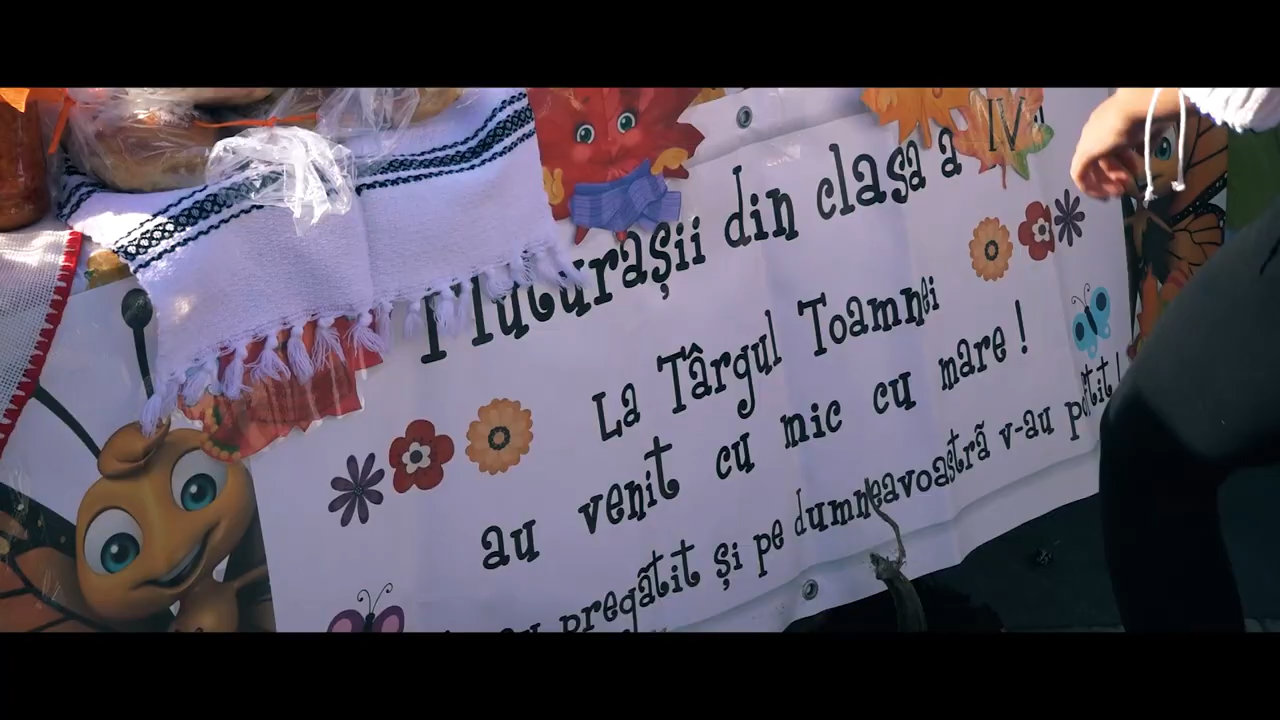 Fluturașii din clasa a IV-
La Târgul Toamnei
au venit cu mic cu mare !
pregătit și pe dumneavoastră v-au poftit!